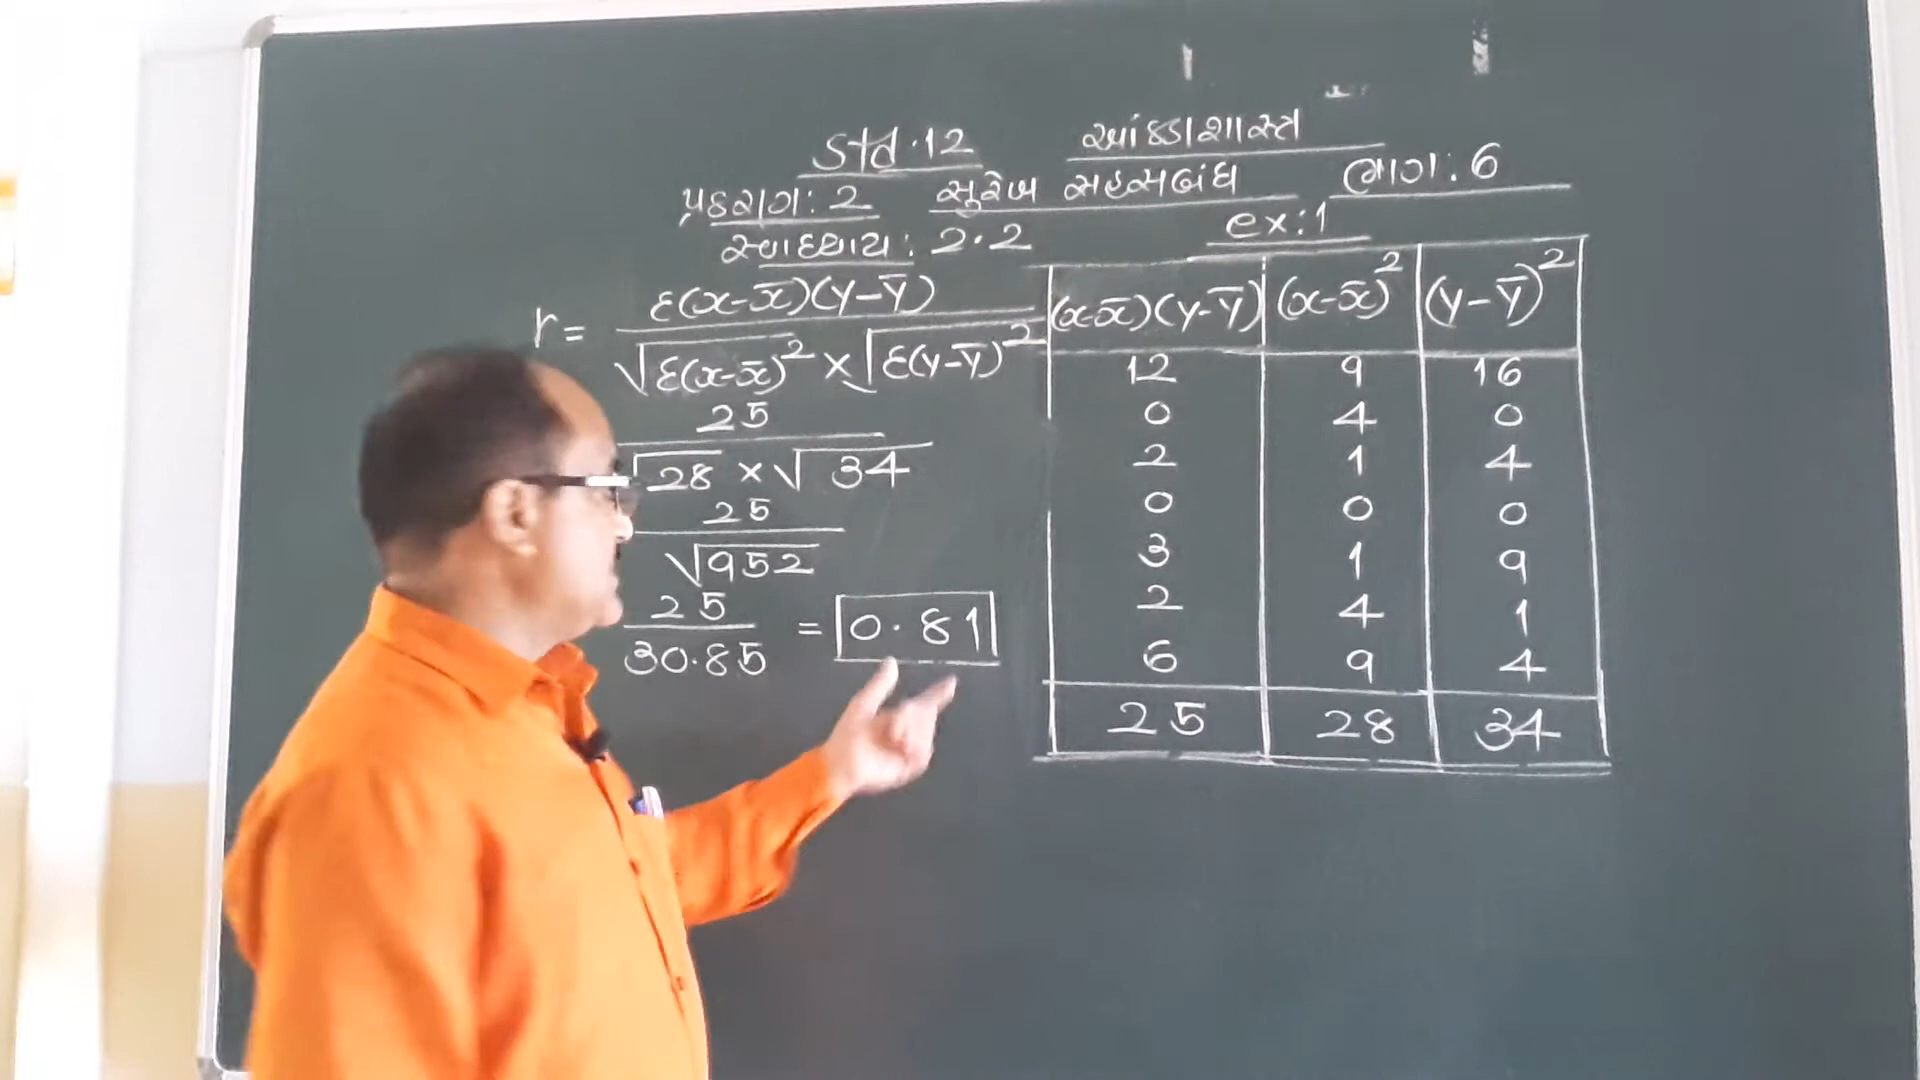 Std.12 આંકડાશાસ્ત્ર
પ્રકરણ: 2 સુરેખ સહસંબંધ ભાગ: 6
સ્વાધ્યાય: 2.2 ex:1
r = Σ(x-x̄)(y-ȳ) / √Σ(x-x̄)² × √Σ(y-ȳ)²
25 / √28 × √34
25 / √952
25 / 30.85 = 0.81
(x-x̄)(y-ȳ) (x-x̄)² (y-ȳ)²
12 9 16
0 4 0
2 1 4
0 0 0
3 1 9
2 4 1
6 9 4
25 28 34